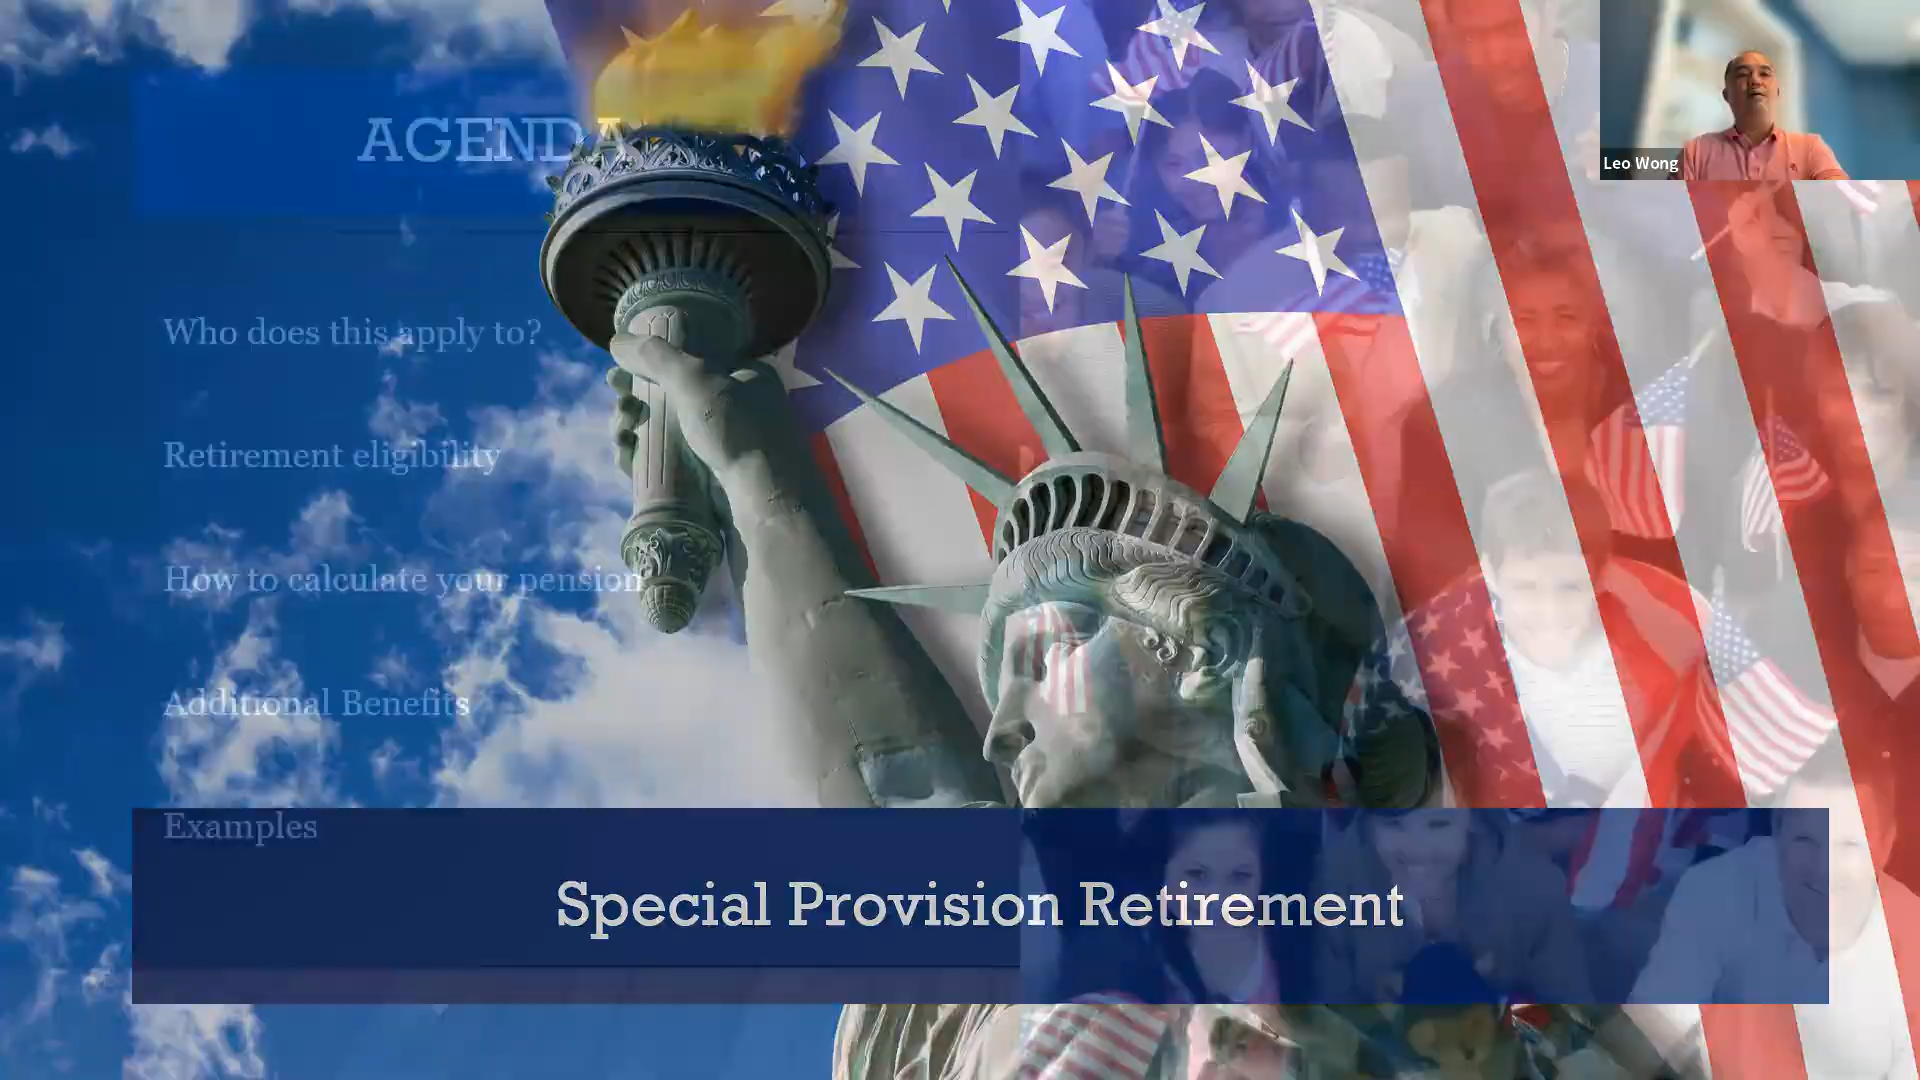 AGENDA
Leo Wong
Who does this apply to?
Retirement eligibility
How to calculate your pension
Additional Benefits
Examples
Special Provision Retirement